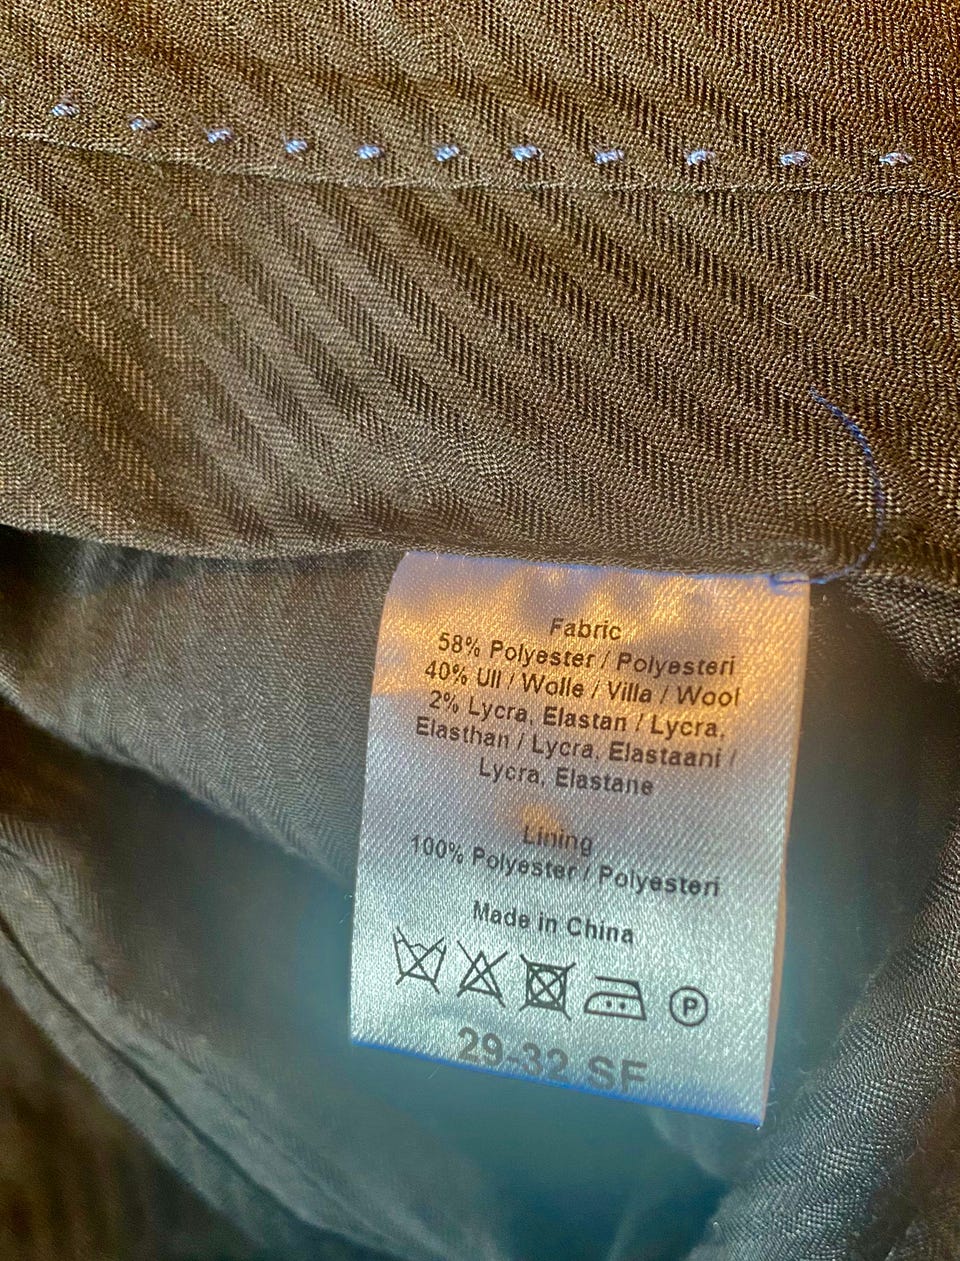 Fabric
58% Polyester / Polyesteri
40% Ull / Wolle / Villa / Wool
2% Lycra, Elastan / Lycra,
Elasthan / Lycra, Elastaani /
Lycra, Elastane
Lining
100% Polyester / Polyesteri
Made in China
P
29-32 SF